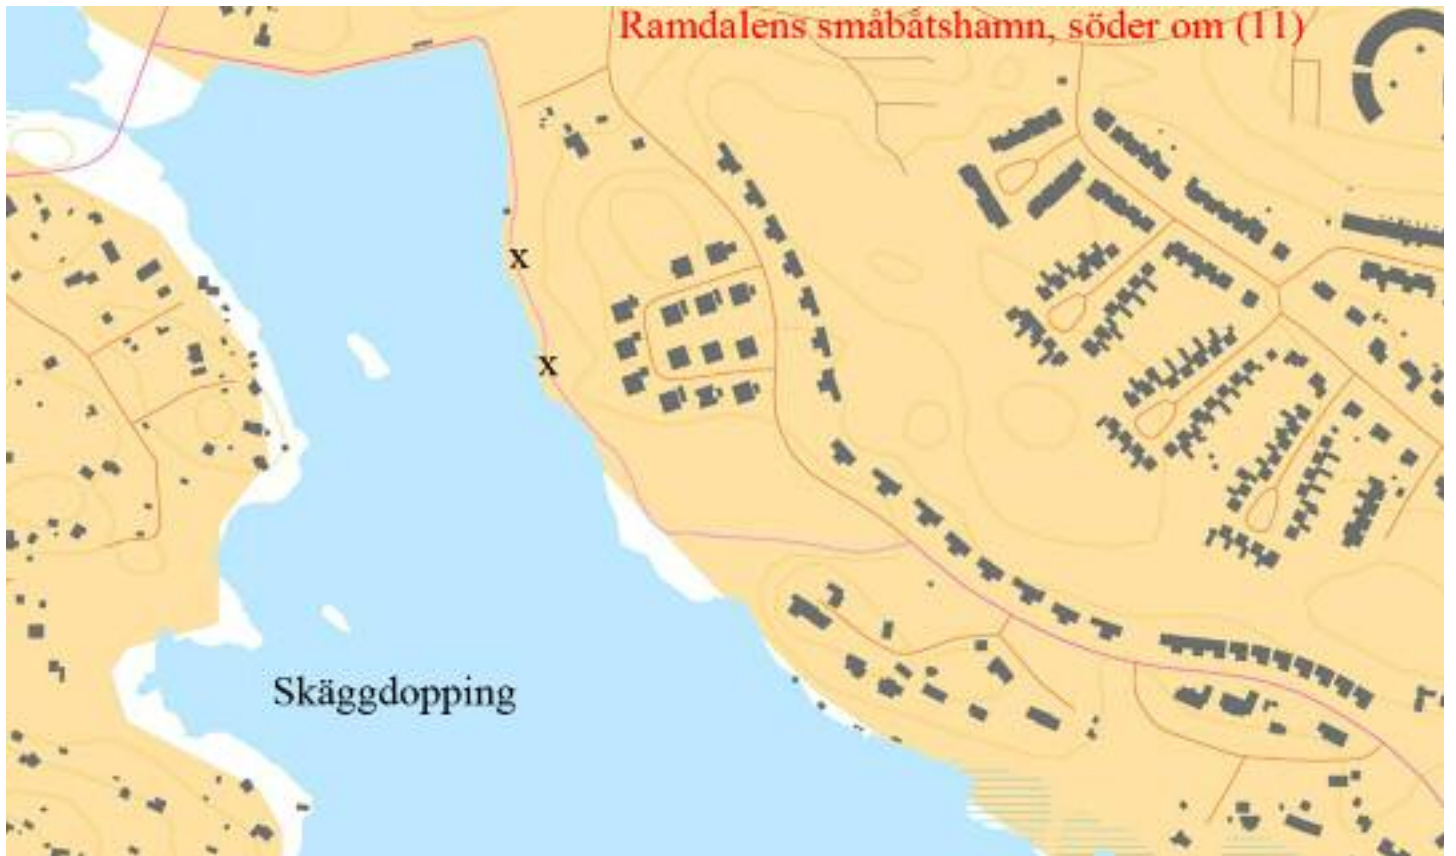 Ramdalens småbåtshamn, söder om (11)
x
x
Skäggdopping